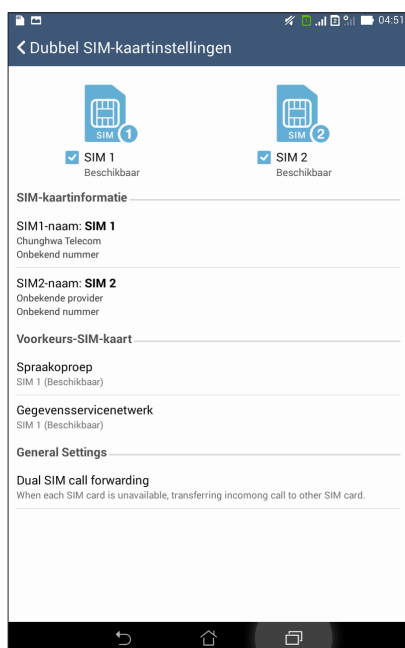 04:51
Dubbel SIM-kaartinstellingen
SIM 1
SIM 2
SIM 1
SIM 2
Beschikbaar
Beschikbaar
SIM-kaartinformatie
SIM1-naam: SIM 1
Chunghwa Telecom
Onbekend nummer
SIM2-naam: SIM 2
Onbekende provider
Onbekend nummer
Voorkeurs-SIM-kaart
Spraakoproep
SIM 1 (Beschikbaar)
Gegevensservicenetwerk
SIM 1 (Beschikbaar)
General Settings
Dual SIM call forwarding
When each SIM card is unavailable, transferring incomong call to other SIM card.